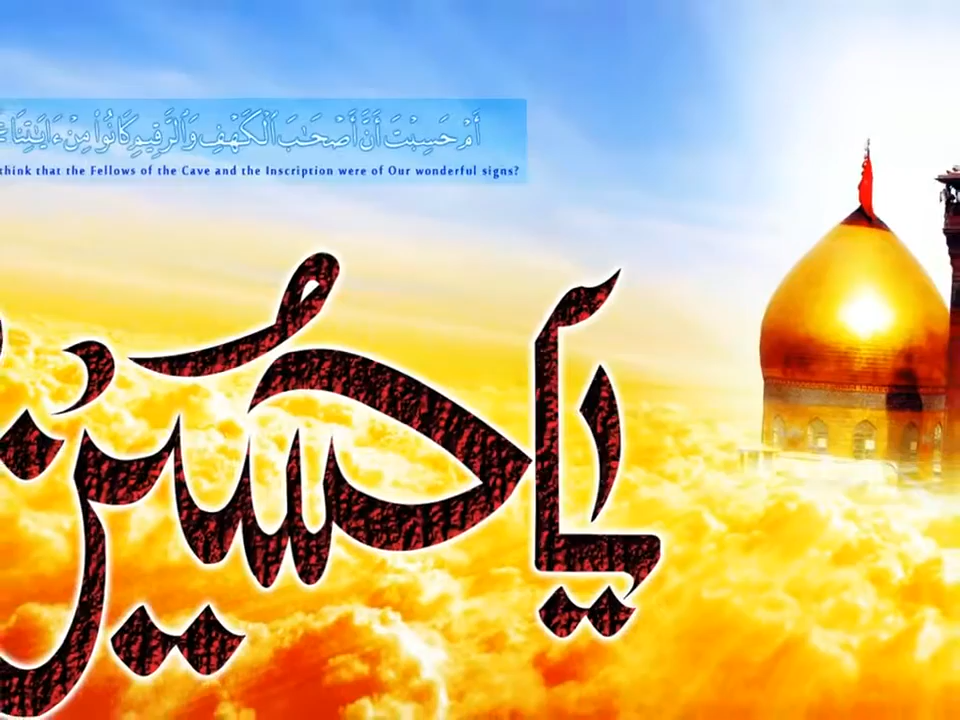 أَمْ حَسِبْتَ أَنَّ أَصْحَـٰبَ ٱلْكَهْفِ وَٱلرَّقِيمِ كَانُوا۟ مِنْ ءَايَـٰتِنَا
think that the Fellows of the Cave and the Inscription were of Our wonderful signs?
يا حُسين